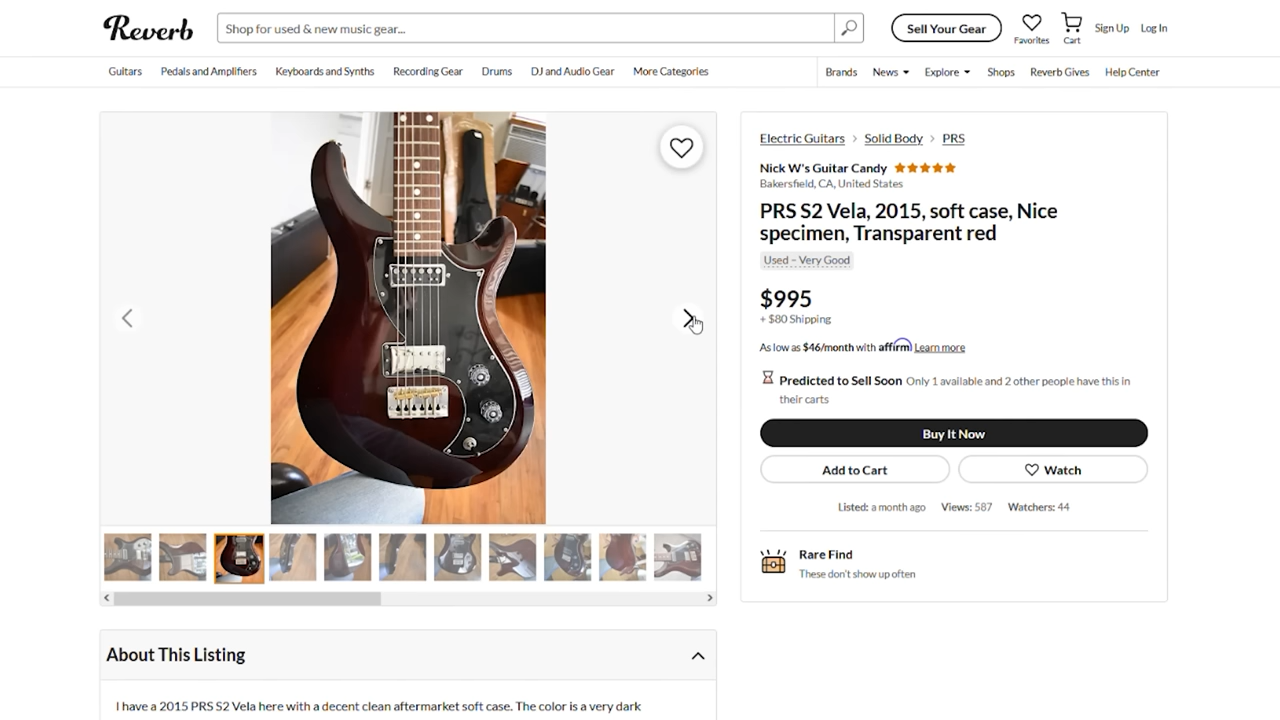 Reverb
Shop for used & new music gear...
Sell Your Gear
Favorites
Cart
Sign Up
Log In
Guitars
Pedals and Amplifiers
Keyboards and Synths
Recording Gear
Drums
DJ and Audio Gear
More Categories
Brands
News
Explore
Shops
Reverb Gives
Help Center
Electric Guitars > Solid Body > PRS
Nick W's Guitar Candy
Bakersfield, CA, United States
PRS S2 Vela, 2015, soft case, Nice
specimen, Transparent red
Used – Very Good
$995
+ $80 Shipping
As low as $46/month with affirm Learn more
Predicted to Sell Soon Only 1 available and 2 other people have this in
their carts
Buy It Now
Add to Cart
Watch
Listed: a month ago Views: 587 Watchers: 44
Rare Find
These don't show up often
About This Listing
I have a 2015 PRS S2 Vela here with a decent clean aftermarket soft case. The color is a very dark